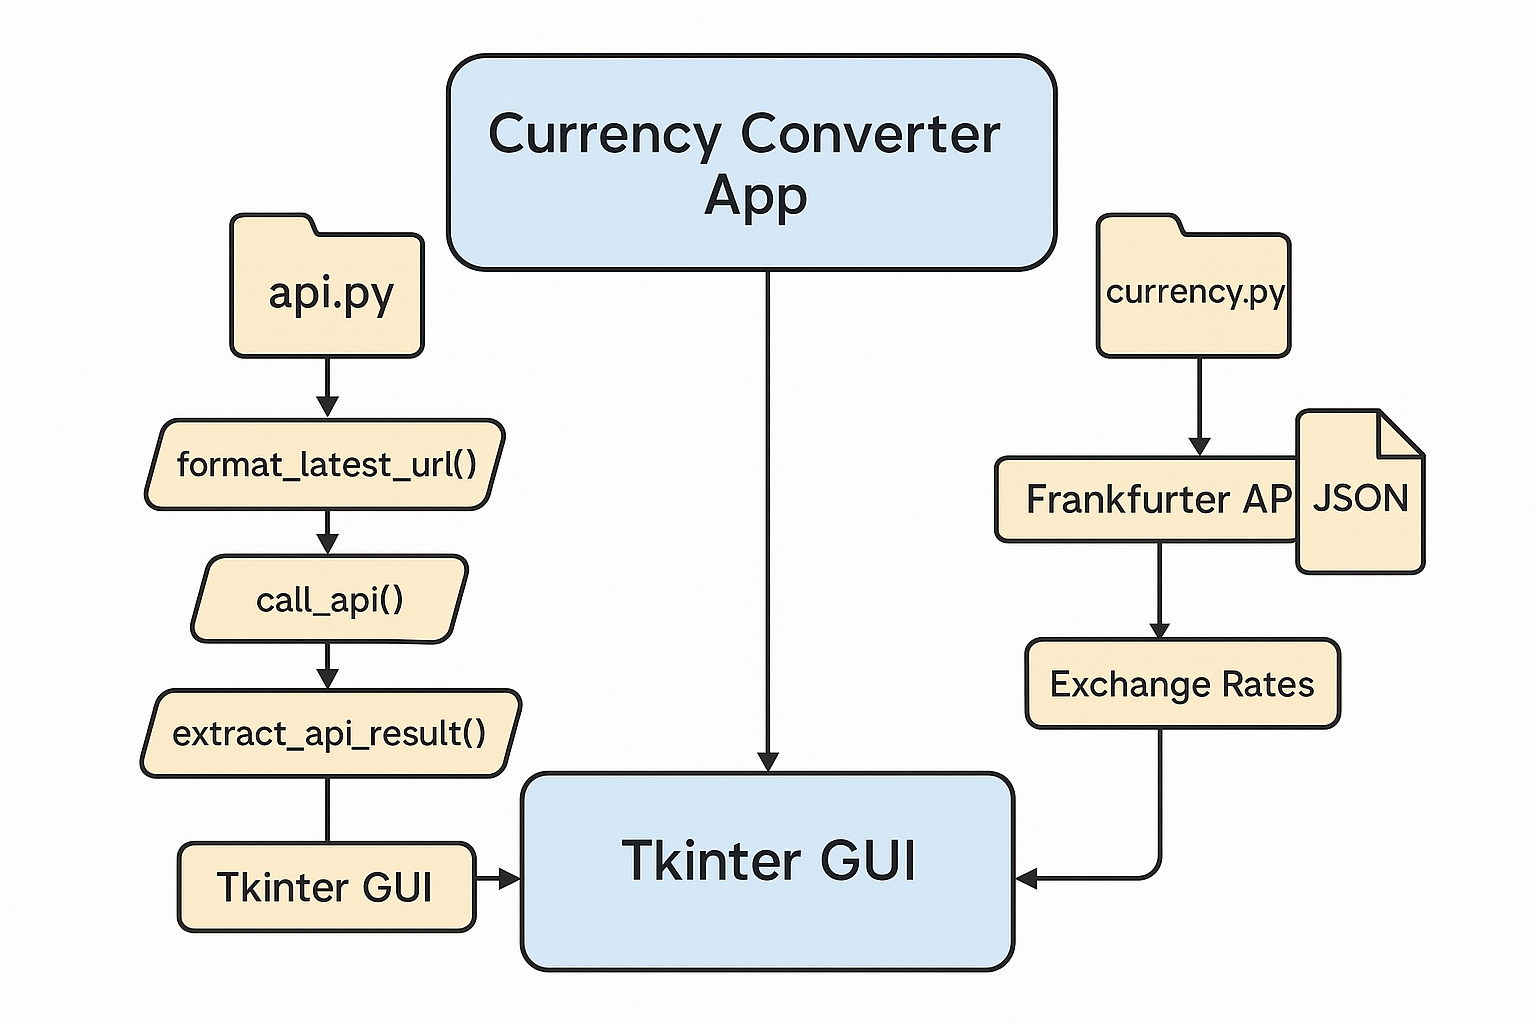 Currency Converter
App
api.py
currency.py
format_latest_url()
Frankfurter AP
JSON
call_api()
Exchange Rates
extract_api_result()
Tkinter GUI
Tkinter GUI